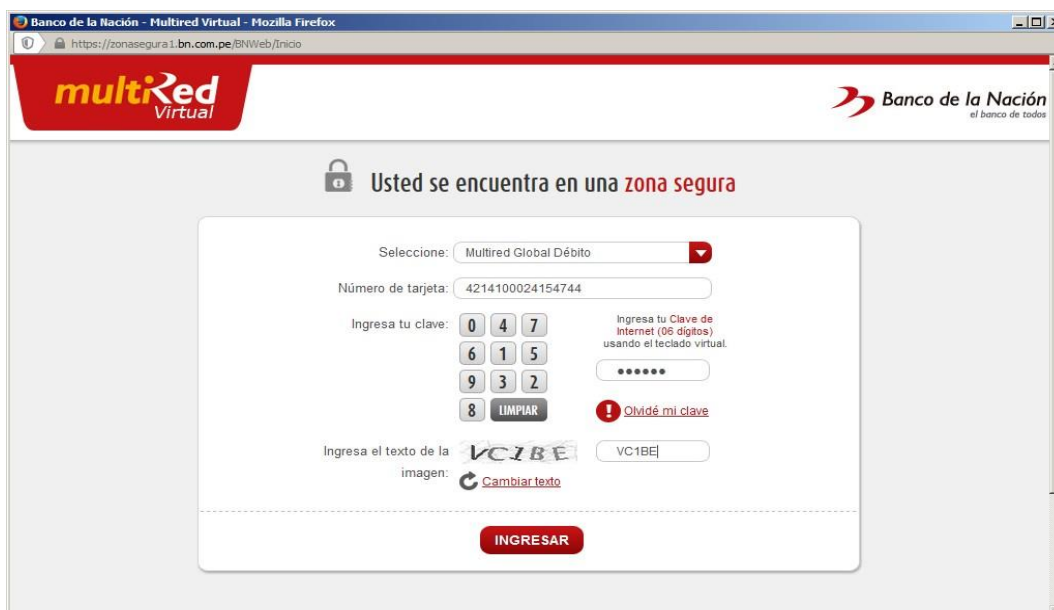 Banco de la Nación - Multired Virtual - Mozilla Firefox
https://zonasegura1.bn.com.pe/BNWeb/Inicio
multiRed
Virtual
Banco de la Nación
el banco de todos
Usted se encuentra en una zona segura
Seleccione: Multired Global Débito
Número de tarjeta: 4214100024154744
Ingresa tu clave:
0 4 7
6 1 5
9 3 2
8 LIMPIAR
Ingresa tu Clave de
Internet (06 dígitos)
usando el teclado virtual.
••••••
Olvidé mi clave
Ingresa el texto de la
imagen:
VC1BE
VC1BE
Cambiar texto
INGRESAR